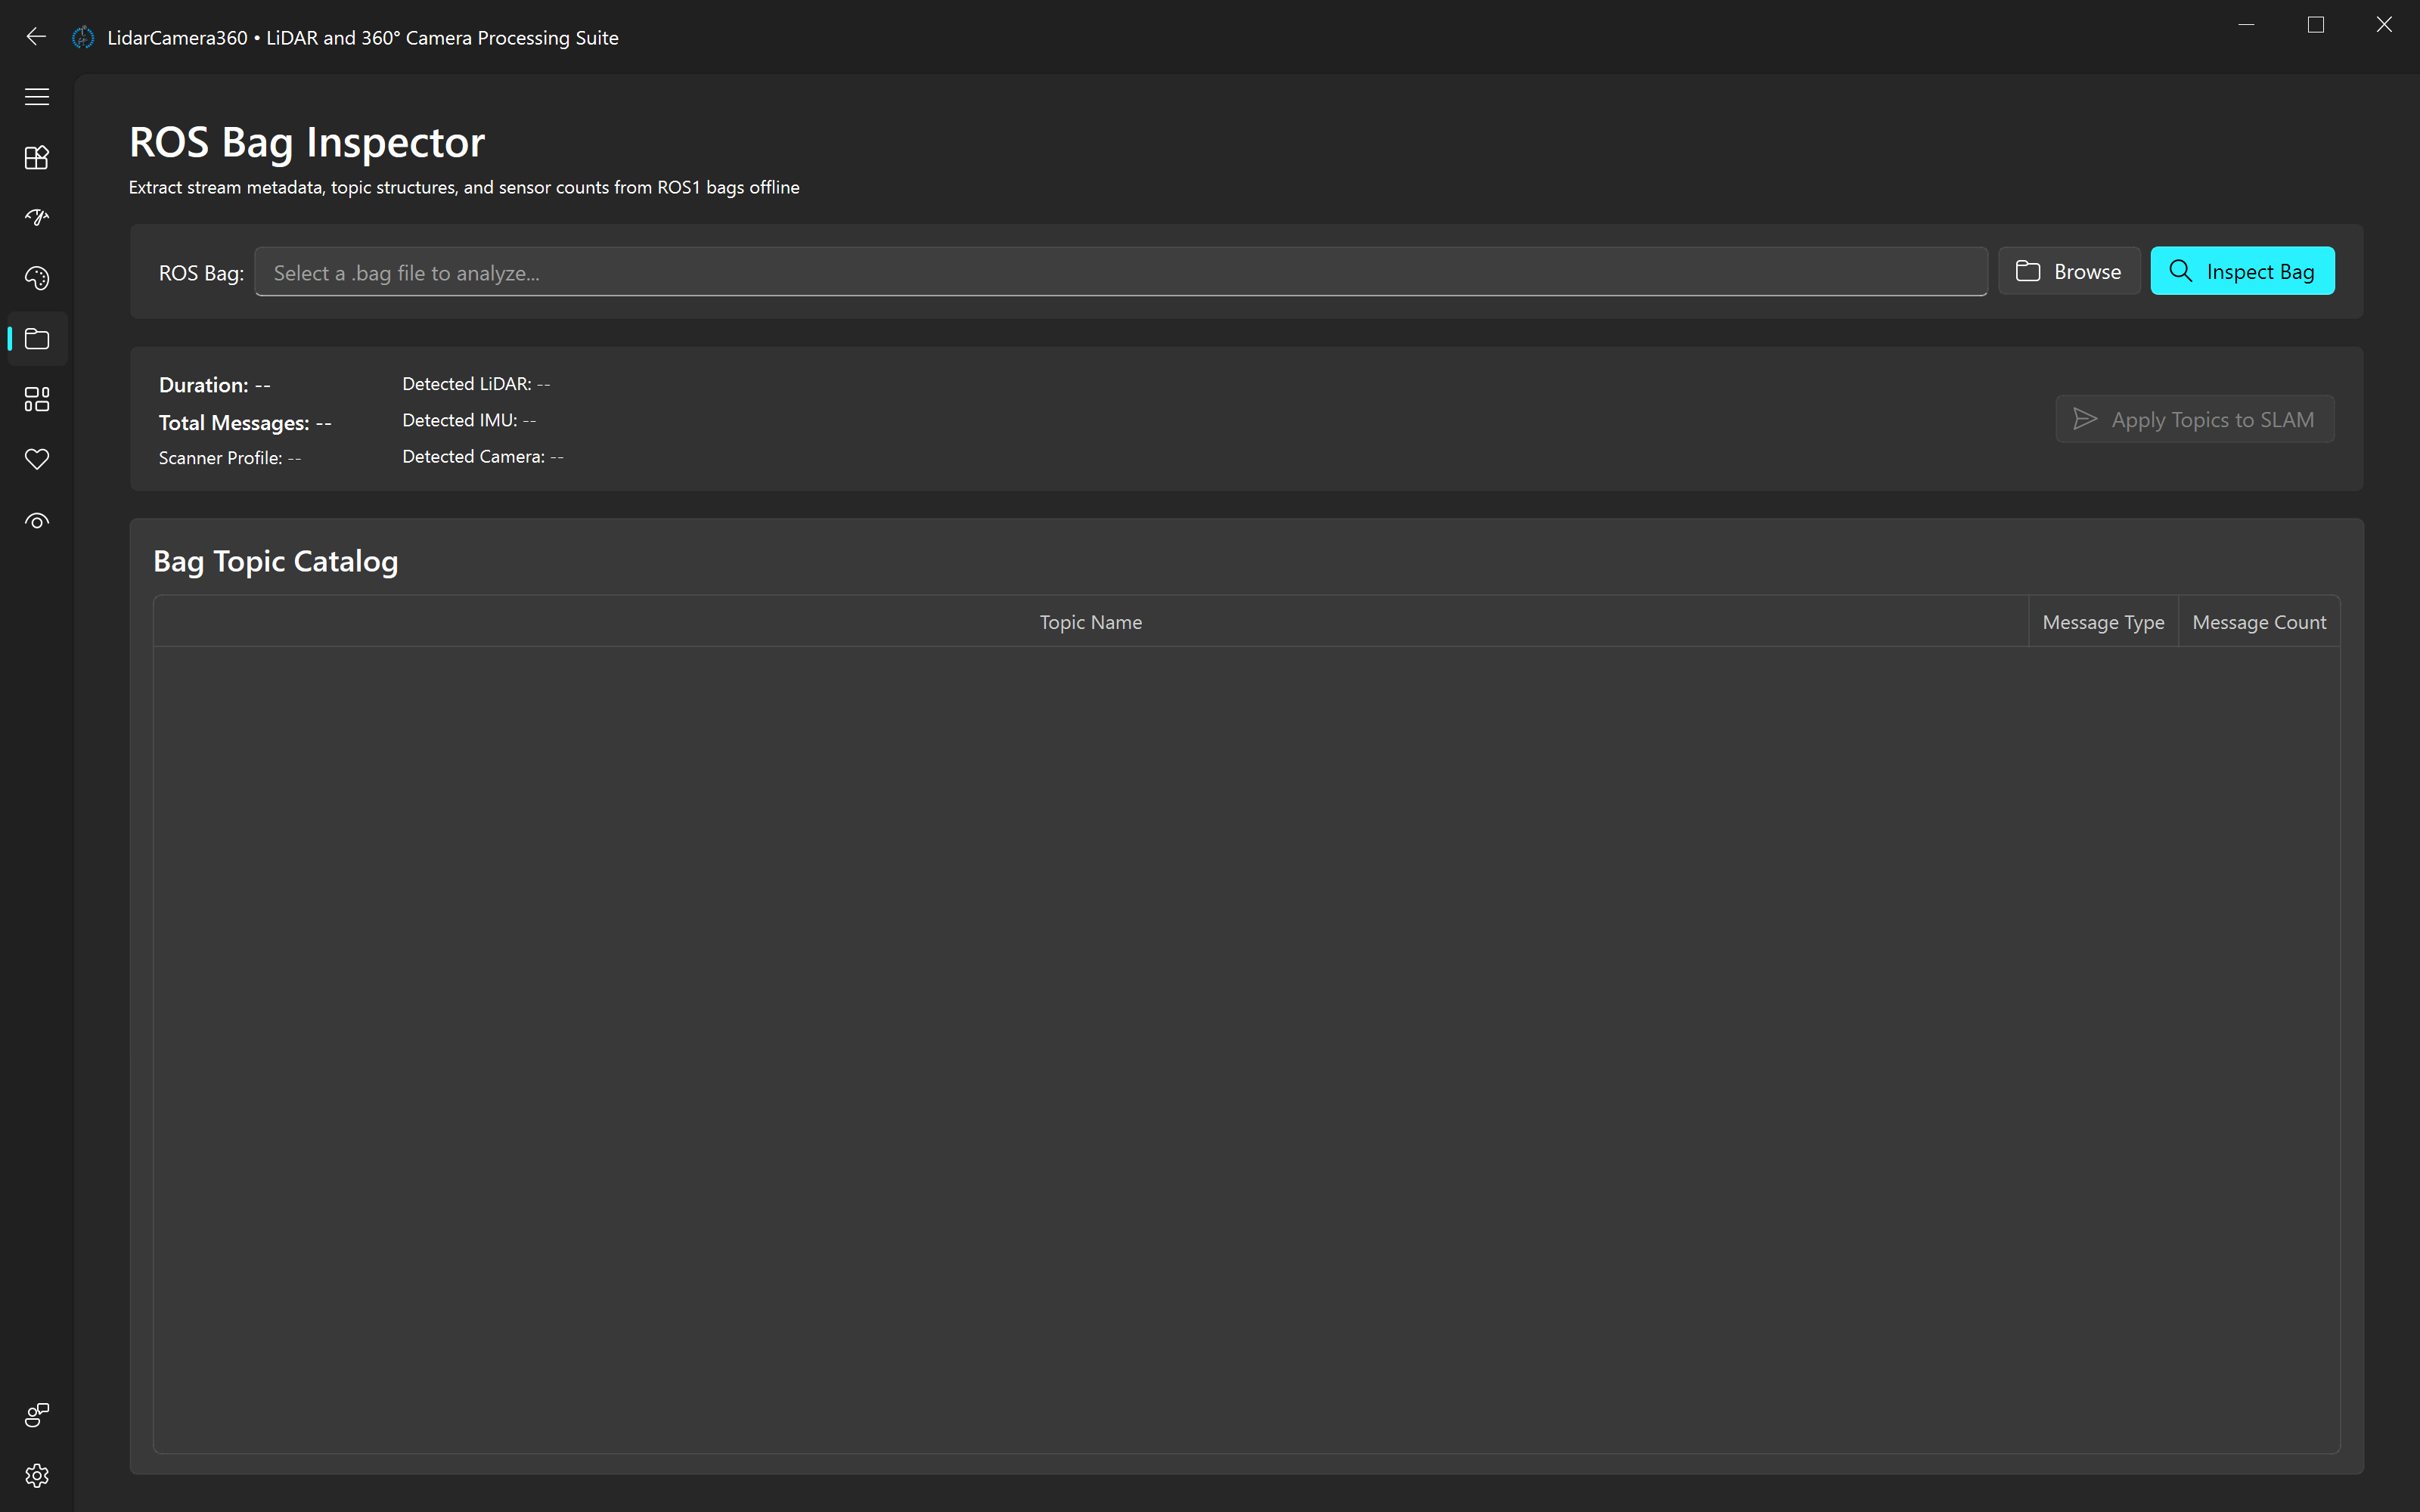 LidarCamera360 • LiDAR and 360° Camera Processing Suite
ROS Bag Inspector
Extract stream metadata, topic structures, and sensor counts from ROS1 bags offline
ROS Bag: Select a .bag file to analyze... Browse Inspect Bag
Duration: -- Detected LiDAR: --
Total Messages: -- Detected IMU: -- Apply Topics to SLAM
Scanner Profile: -- Detected Camera: --
Bag Topic Catalog
Topic Name Message Type Message Count